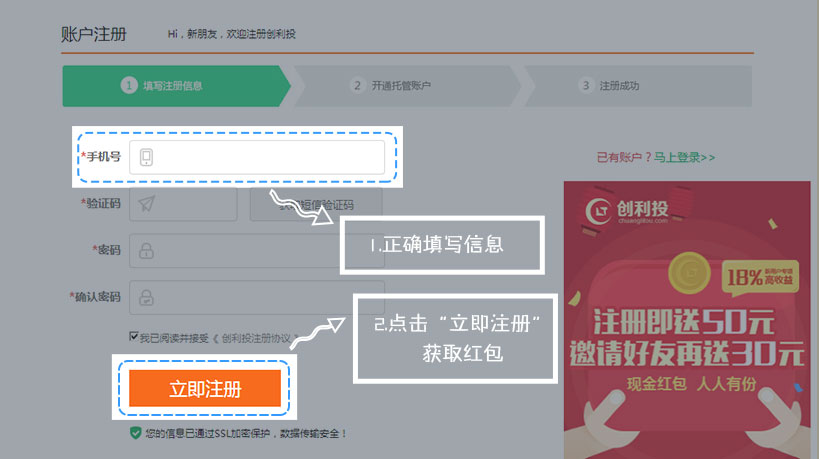 账户注册
Hi，新朋友，欢迎注册创利投
1 填写注册信息
2 开通托管账户
3 注册成功
*手机号
已有账户？马上登录>>
*验证码
获取短信验证码
1.正确填写信息
*密码
*确认密码
2.点击“立即注册”
获取红包
我已阅读并接受《创利投注册协议》
立即注册
您的信息已通过SSL加密保护，数据传输安全！
创利投
chuanglitou.com
18%
新用户专享
高收益
注册即送50元
邀请好友再送30元
现金红包 人人有份